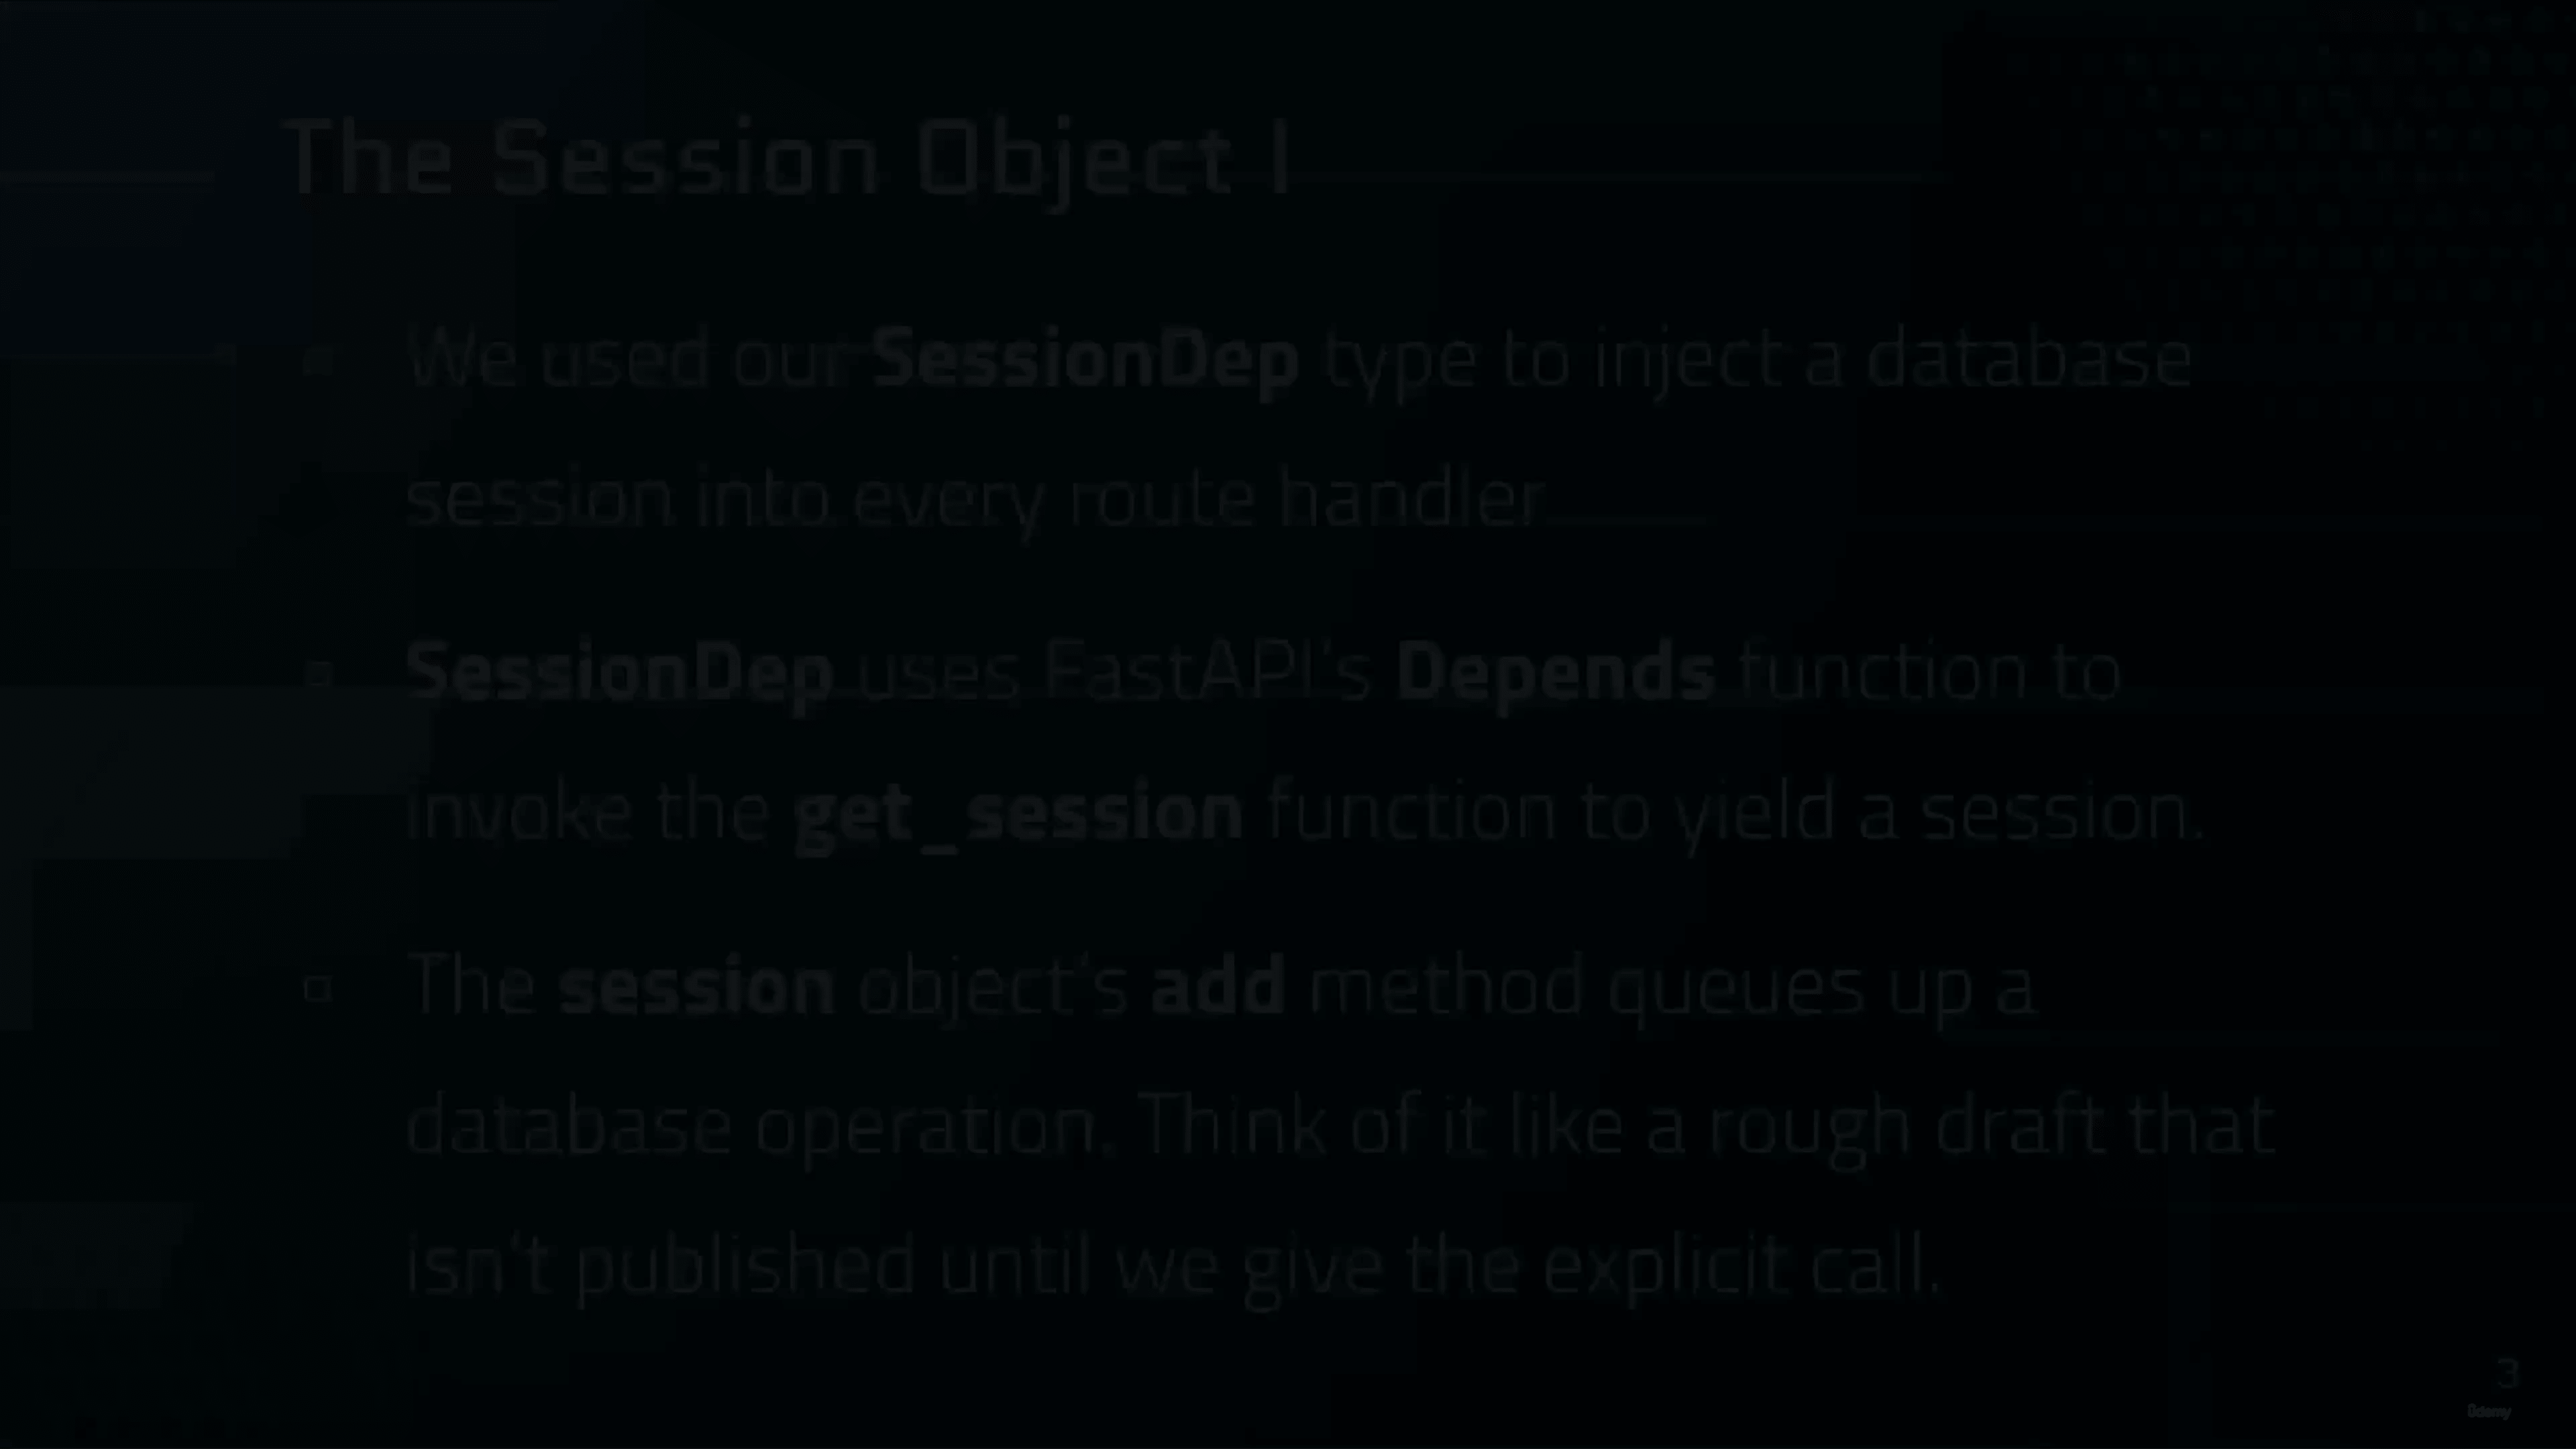 The Session Object I
We used our SessionDep type to inject a database
session into every route handler
SessionDep uses FastAPI's Depends function to
invoke the get_session function to yield a session.
The session object's add method queues up a
database operation. Think of it like a rough draft that
isn't published until we give the explicit call.
3
Udemy